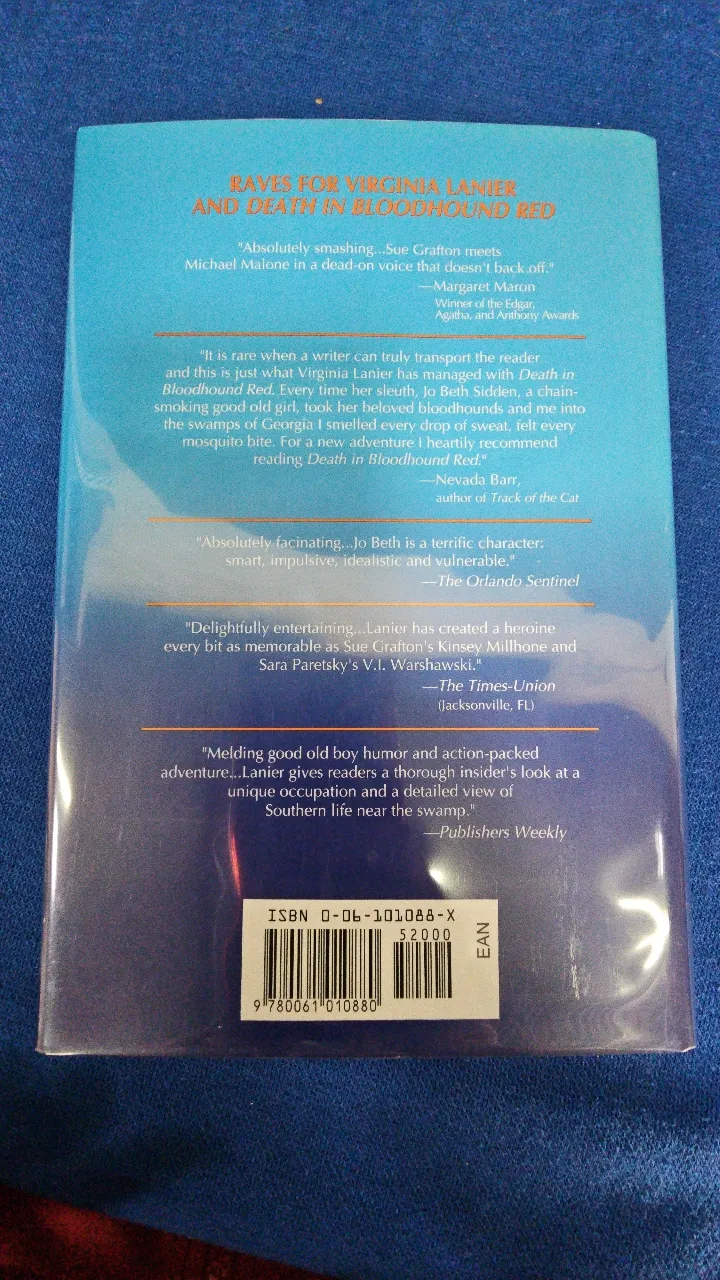 RAVES FOR VIRGINIA LANIER
AND DEATH IN BLOODHOUND RED
"Absolutely smashing...Sue Grafton meets
Michael Malone in a dead-on voice that doesn't back off."
—Margaret Maron
Winner of the Edgar,
Agatha, and Anthony Awards
"It is rare when a writer can truly transport the reader
and this is just what Virginia Lanier has managed with Death in
Bloodhound Red. Every time her sleuth, Jo Beth Sidden, a chain-
smoking good old girl, took her beloved bloodhounds and me into
the swamps of Georgia I smelled every drop of sweat, felt every
mosquito bite. For a new adventure I heartily recommend
reading Death in Bloodhound Red."
—Nevada Barr,
author of Track of the Cat
"Absolutely facinating...Jo Beth is a terrific character:
smart, impulsive, idealistic and vulnerable."
—The Orlando Sentinel
"Delightfully entertaining...Lanier has created a heroine
every bit as memorable as Sue Grafton's Kinsey Millhone and
Sara Paretsky's V.I. Warshawski."
—The Times-Union
(Jacksonville, FL)
"Melding good old boy humor and action-packed
adventure...Lanier gives readers a thorough insider's look at a
unique occupation and a detailed view of
Southern life near the swamp."
—Publishers Weekly
ISBN 0-06-101088-X
52000
EAN
9 780061 010880